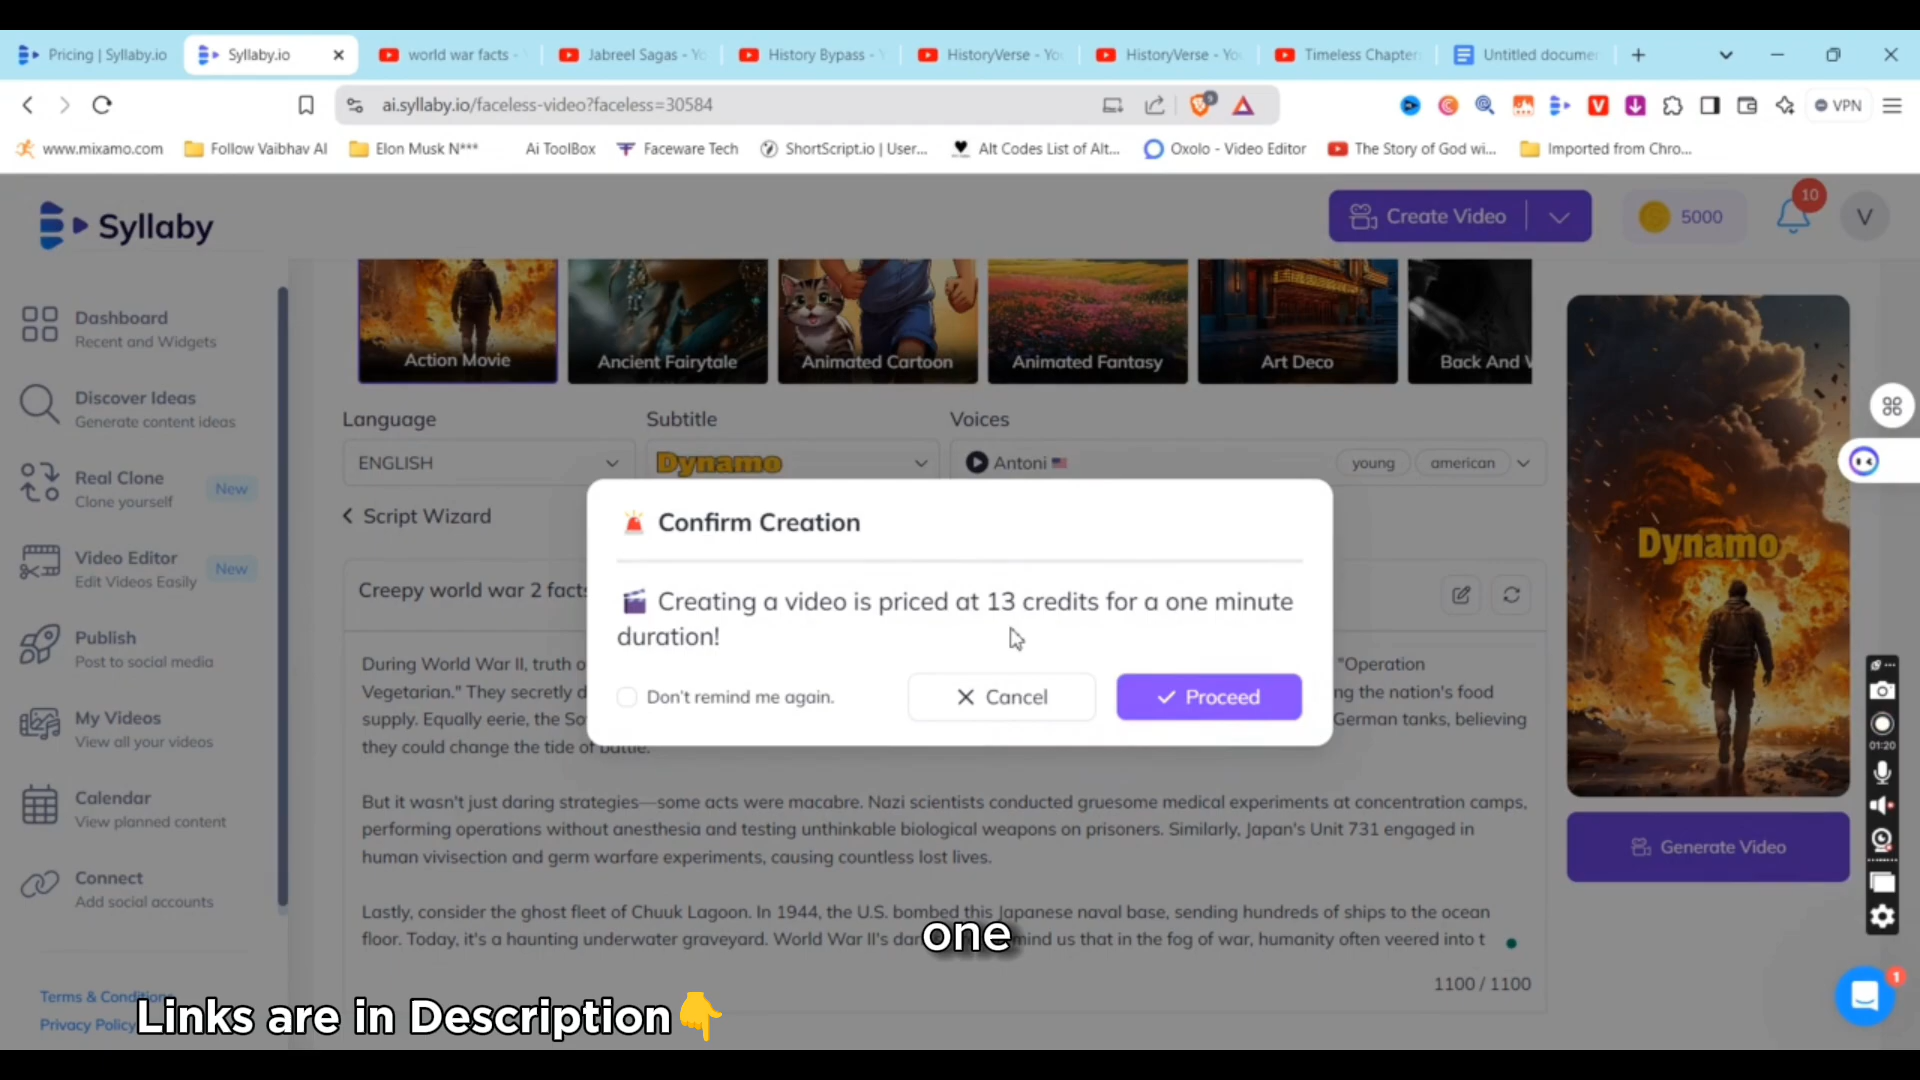 Pricing | Syllaby.io
Syllaby.io
world war facts -
Jabreel Sagas - Yo
History Bypass - Y
HistoryVerse - You
HistoryVerse - You
Timeless Chapter
Untitled documen
ai.syllaby.io/faceless-video?faceless=30584
9
VPN
www.mixamo.com
Follow Vaibhav AI
Elon Musk N***
Ai ToolBox
Faceware Tech
ShortScript.io | User...
Alt Codes List of Alt...
Oxolo - Video Editor
The Story of God wi...
Imported from Chro...
Syllaby
Create Video
5000
10
V
Dashboard
Recent and Widgets
Discover Ideas
Generate content ideas
Real Clone
Clone yourself
New
Video Editor
Edit Videos Easily
New
Publish
Post to social media
My Videos
View all your videos
Calendar
View planned content
Connect
Add social accounts
Terms & Conditions
Privacy Policy
Action Movie
Ancient Fairytale
Animated Cartoon
Animated Fantasy
Art Deco
Back And W
Language
Subtitle
Voices
ENGLISH
Dynamo
Antoni
young
american
Script Wizard
Creepy world war 2 facts
During World War II, truth o
"Operation
Vegetarian." They secretly d
ng the nation's food
supply. Equally eerie, the So
German tanks, believing
they could change the tide of battle.
But it wasn't just daring strategies—some acts were macabre. Nazi scientists conducted gruesome medical experiments at concentration camps,
performing operations without anesthesia and testing unthinkable biological weapons on prisoners. Similarly, Japan's Unit 731 engaged in
human vivisection and germ warfare experiments, causing countless lost lives.
Lastly, consider the ghost fleet of Chuuk Lagoon. In 1944, the U.S. bombed this Japanese naval base, sending hundreds of ships to the ocean
floor. Today, it's a haunting underwater graveyard. World War II's dar mind us that in the fog of war, humanity often veered into t
1100 / 1100
Confirm Creation
Creating a video is priced at 13 credits for a one minute
duration!
Don't remind me again.
Cancel
Proceed
Dynamo
Generate Video
01:20
1
one
Links are in Description